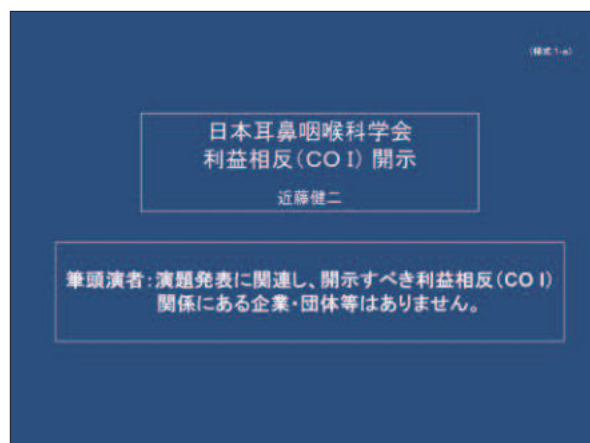 (様式1-a)
日本耳鼻咽喉科学会
利益相反(CO I) 開示
近藤健二
筆頭演者:演題発表に関連し、開示すべき利益相反(CO I)
関係にある企業・団体等はありません。